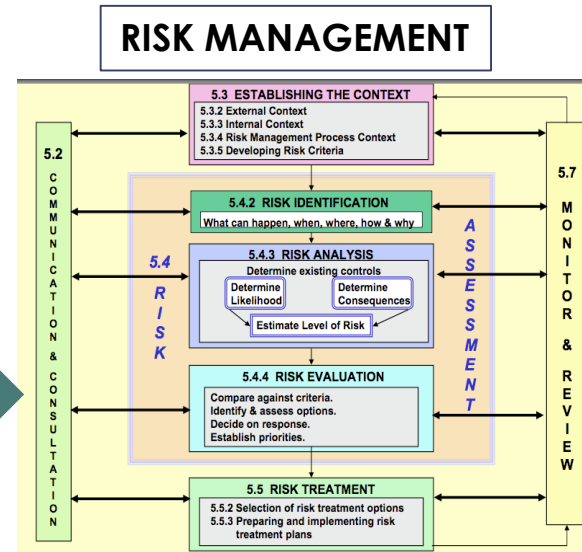 RISK MANAGEMENT
5.3 ESTABLISHING THE CONTEXT
5.3.2 External Context
5.3.3 Internal Context
5.3.4 Risk Management Process Context
5.3.5 Developing Risk Criteria
5.2
COMMUNICATION & CONSULTATION
5.7
MONITOR & REVIEW
5.4.2 RISK IDENTIFICATION
What can happen, when, where, how & why
5.4
RISK
ASSESSMENT
5.4.3 RISK ANALYSIS
Determine existing controls
Determine
Likelihood
Determine
Consequences
Estimate Level of Risk
5.4.4 RISK EVALUATION
Compare against criteria.
Identify & assess options.
Decide on response.
Establish priorities.
5.5 RISK TREATMENT
5.5.2 Selection of risk treatment options
5.5.3 Preparing and implementing risk
treatment plans